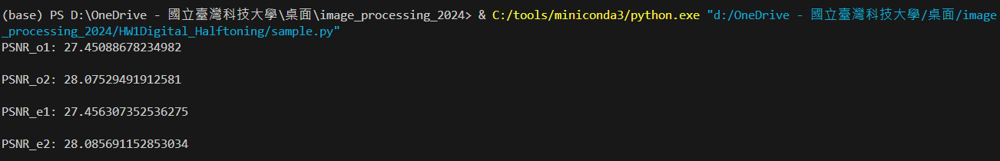 (base) PS D:\OneDrive - 國立臺灣科技大學\桌面\image_processing_2024> & C:/tools/miniconda3/python.exe "d:/OneDrive - 國立臺灣科技大學/桌面/image
_processing_2024/HW1Digital_Halftoning/sample.py"
PSNR_o1: 27.45088678234982
PSNR_o2: 28.07529491912581
PSNR_e1: 27.456307352536275
PSNR_e2: 28.085691152853034